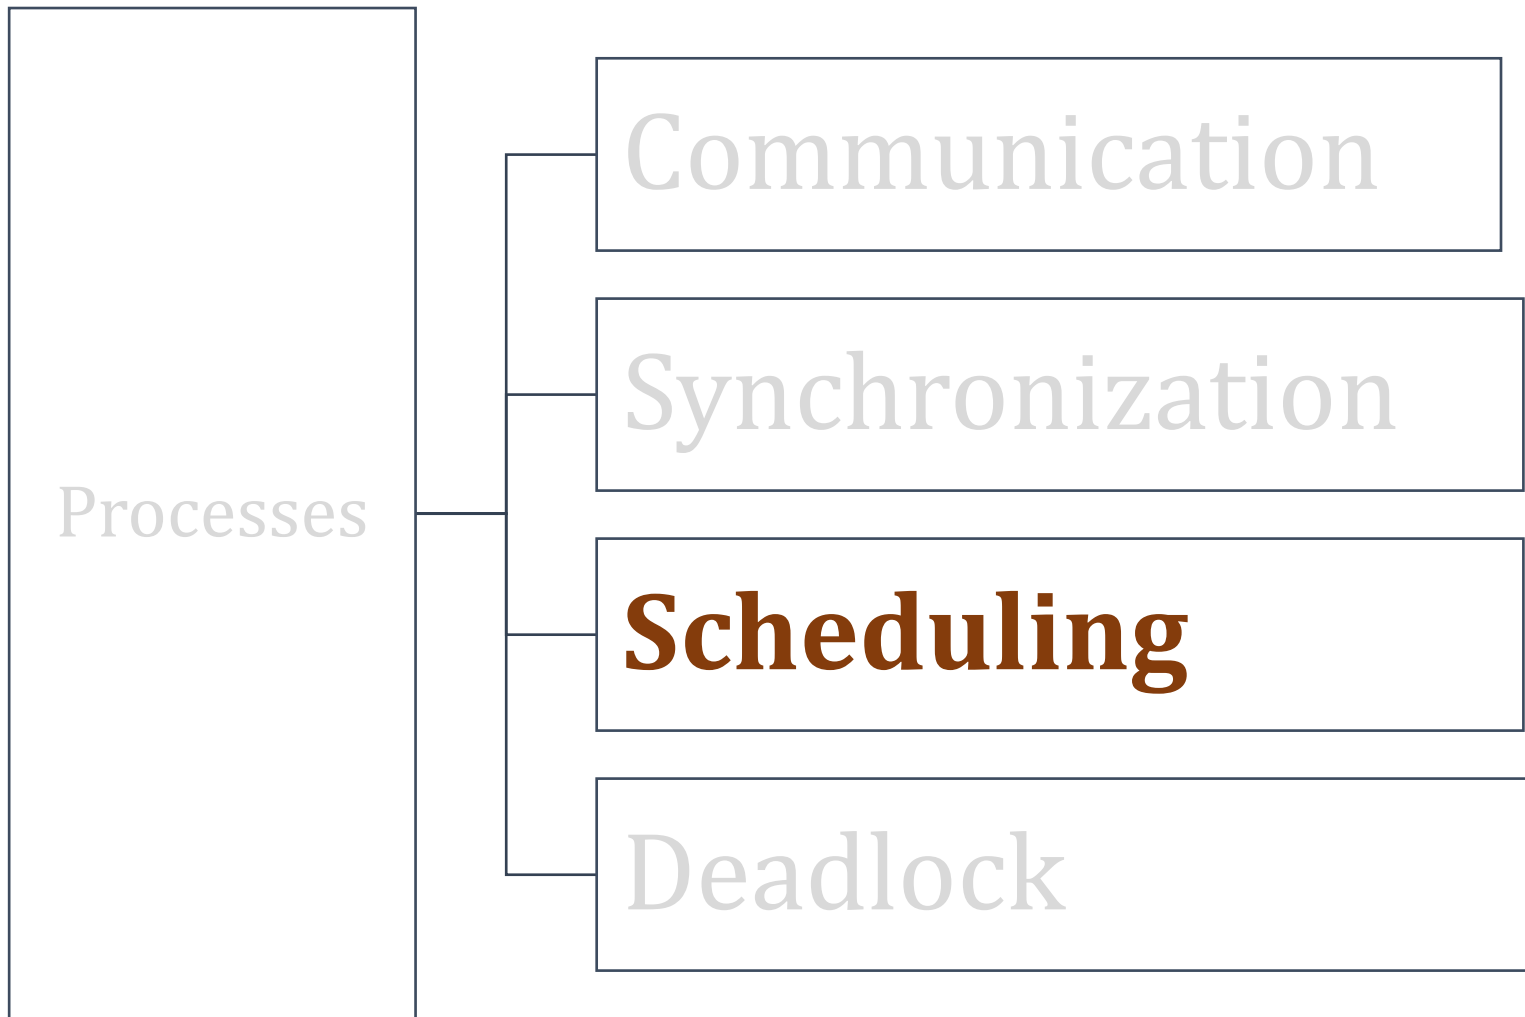 Processes
Communication
Synchronization
Scheduling
Deadlock